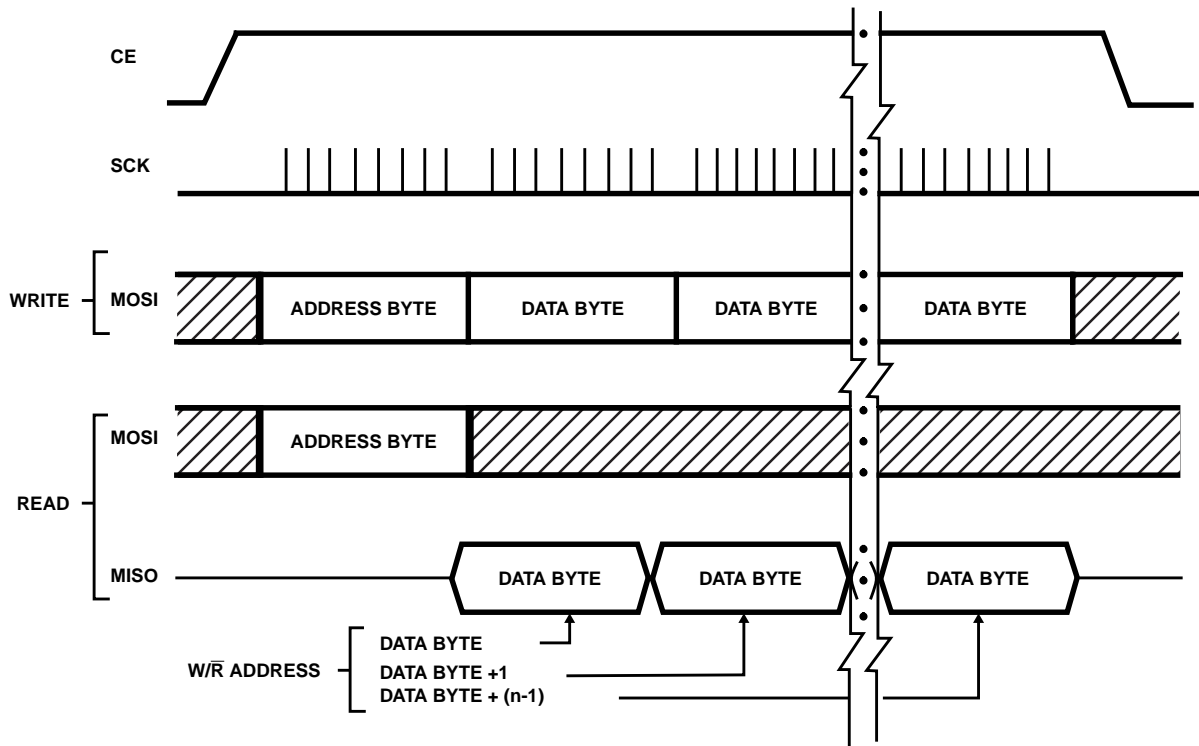 CE
SCK
WRITE
MOSI
ADDRESS BYTE
DATA BYTE
DATA BYTE
DATA BYTE
READ
MOSI
ADDRESS BYTE
MISO
DATA BYTE
DATA BYTE
DATA BYTE
W/R̅ ADDRESS
DATA BYTE
DATA BYTE +1
DATA BYTE + (n-1)